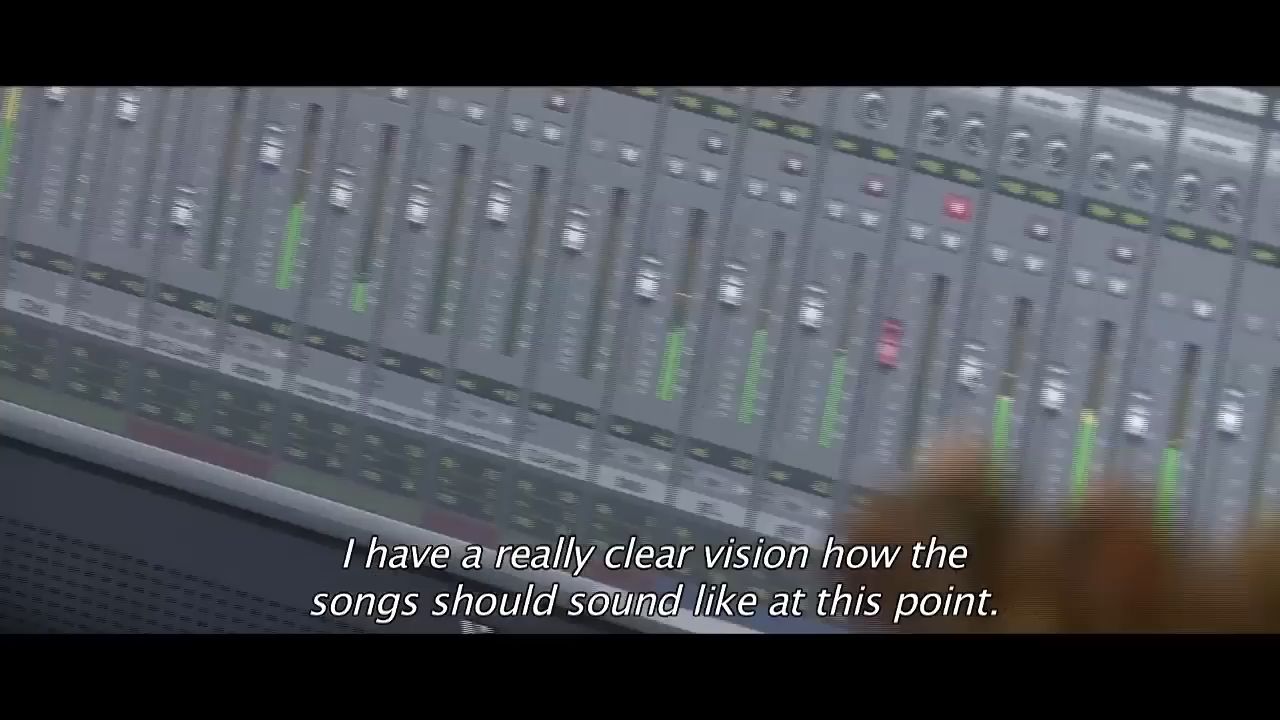 I have a really clear vision how the
songs should sound like at this point.